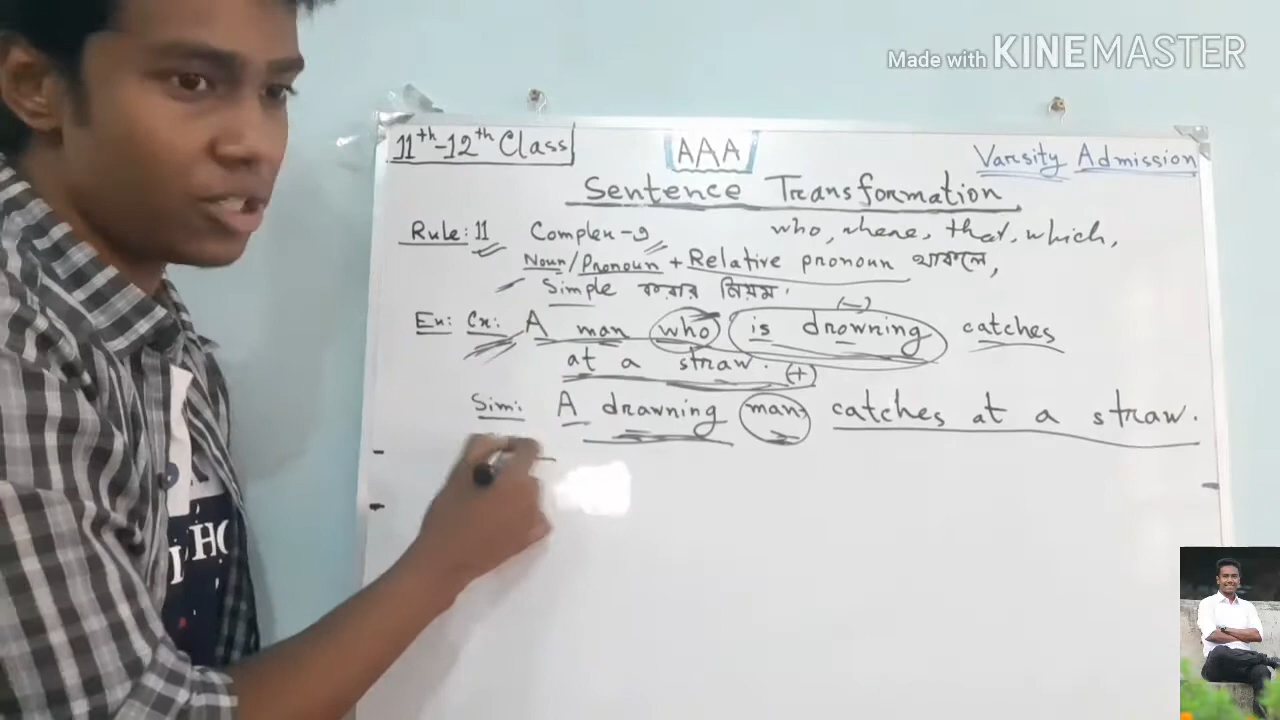 Made with KINEMASTER
11th-12th Class
AAA
Varsity Admission
Sentence Transformation
Rule: 11 Complex-এ who, where, that, which,
Noun/Pronoun + Relative pronoun থাকলে,
Simple করার নিয়ম.
Ex: Cx: A man who is drowning catches
(-)
at a straw. (+)
Sim: A drawning man catches at a straw.